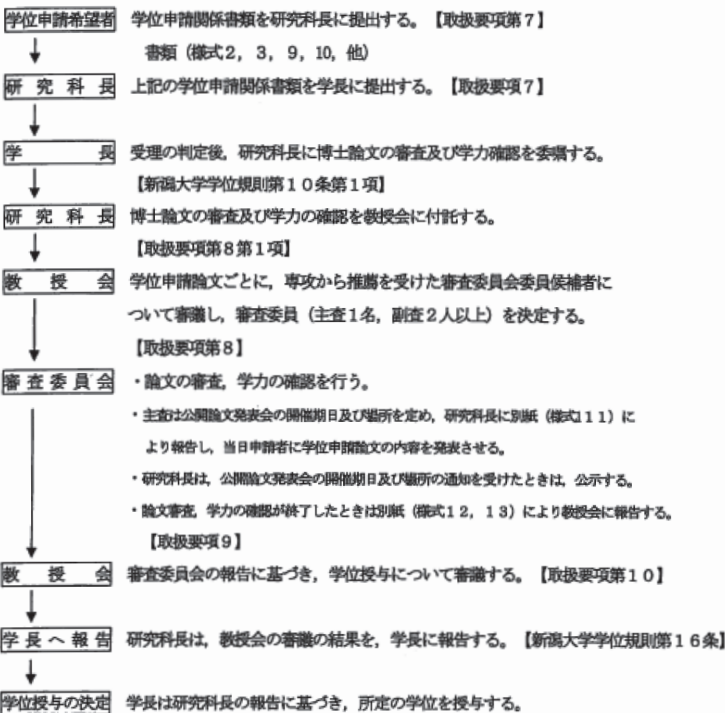 学位申請希望者 学位申請関係書類を研究科長に提出する。【取扱要項第7】
書類（様式2，3，9，10，他）
研究科長 上記の学位申請関係書類を学長に提出する。【取扱要項7】
学長 受理の判定後，研究科長に博士論文の審査及び学力確認を委嘱する。
【新潟大学学位規則第10条第1項】
研究科長 博士論文の審査及び学力の確認を教授会に付託する。
【取扱要項第8第1項】
教授会 学位申請論文ごとに，専攻から推薦を受けた審査委員会委員候補者に
ついて審議し，審査委員（主査1名，副査2人以上）を決定する。
【取扱要項第8】
審査委員会 ・論文の審査，学力の確認を行う。
・主査は公開論文発表会の開催期日及び場所を定め，研究科長に別紙（様式111）に
より報告し，当日申請者に学位申請論文の内容を発表させる。
・研究科長は，公開論文発表会の開催期日及び場所の通知を受けたときは，公示する。
・論文審査，学力の確認が終了したときは別紙（様式12，13）により教授会に報告する。
【取扱要項9】
教授会 審査委員会の報告に基づき，学位授与について審議する。【取扱要項第10】
学長へ報告 研究科長は，教授会の審議の結果を，学長に報告する。【新潟大学学位規則第16条】
学位授与の決定 学長は研究科長の報告に基づき，所定の学位を授与する。